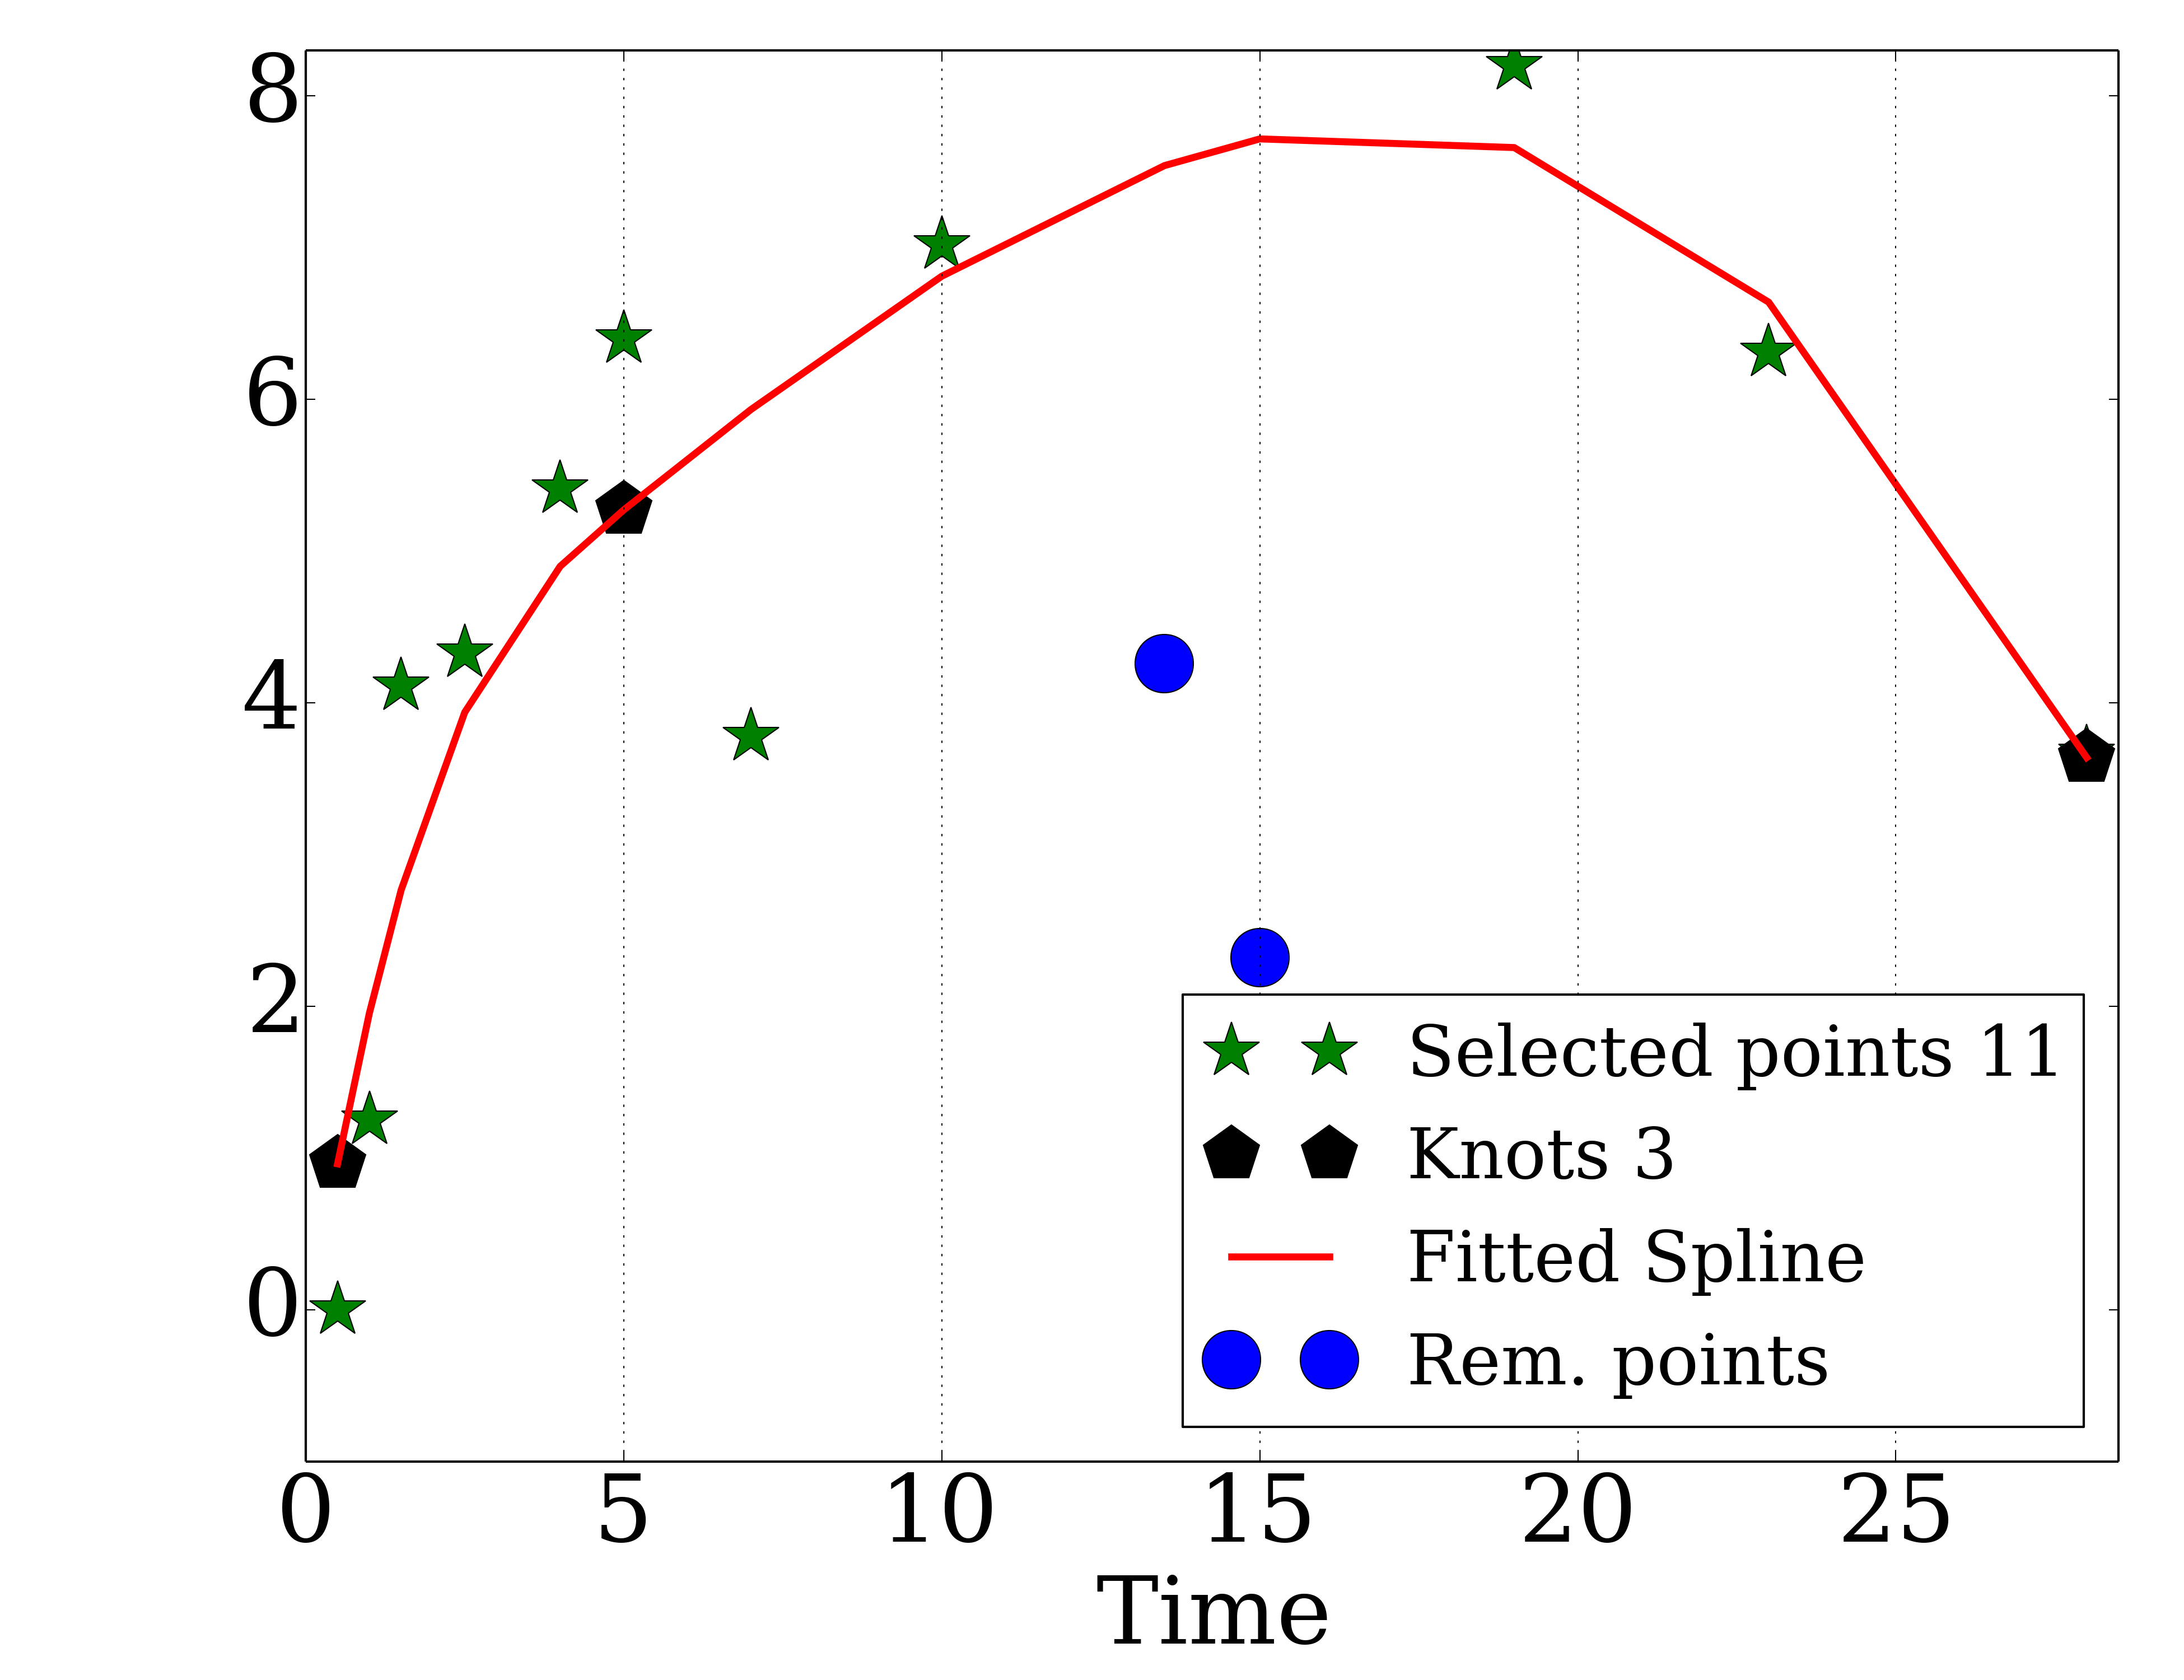 8
6
4
2
0
Selected points 11
Knots 3
Fitted Spline
Rem. points
0 5 10 15 20 25
Time